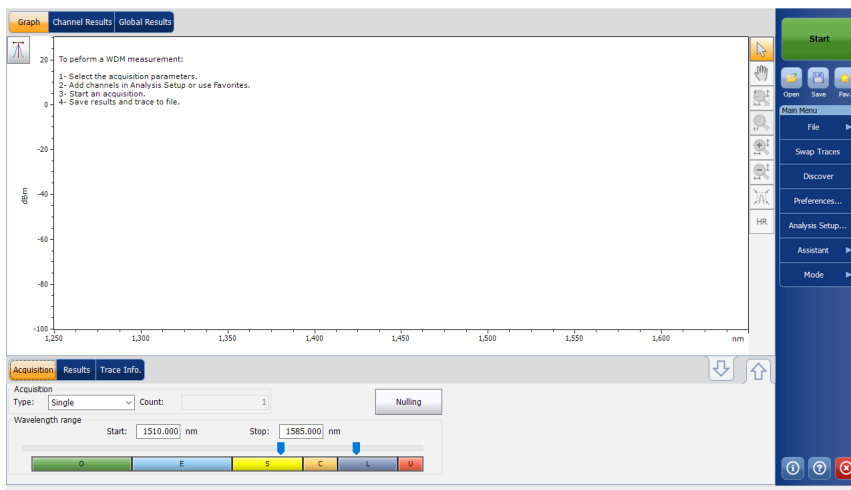 Graph Channel Results Global Results
To peform a WDM measurement:
1- Select the acquisition parameters.
2- Add channels in Analysis Setup or use Favorites.
3- Start an acquisition.
4- Save results and trace to file.
20
0
-20
-40
-60
-80
-100
dBm
1,250 1,300 1,350 1,400 1,450 1,500 1,550 1,600 nm
HR
Start
Open Save Fav...
Main Menu
File
Swap Traces
Discover
Preferences...
Analysis Setup...
Assistant
Mode
Acquisition Results Trace Info.
Acquisition
Type: Single Count: 1 Nulling
Wavelength range
Start: 1510.000 nm Stop: 1585.000 nm
O E S C L U